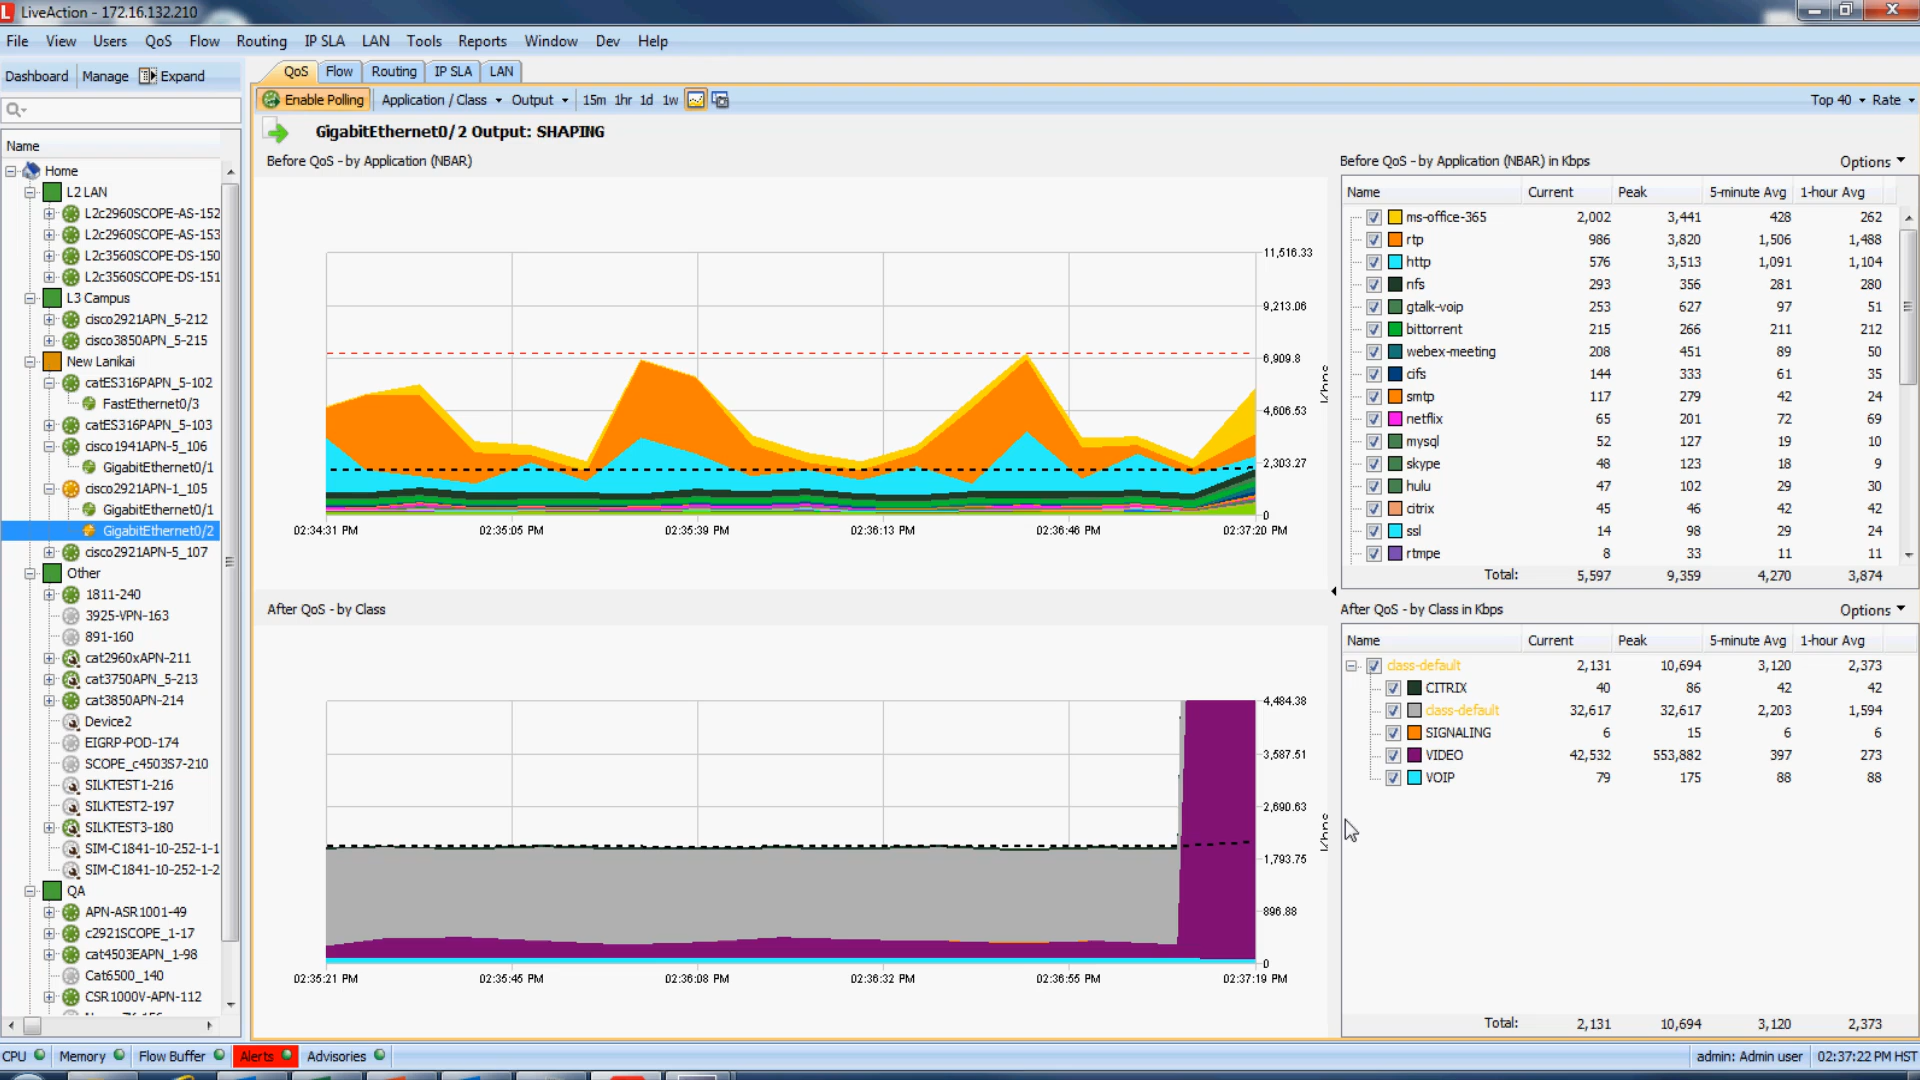 LiveAction - 172.16.132.210
File View Users QoS Flow Routing IP SLA LAN Tools Reports Window Dev Help
Dashboard Manage Expand
QoS Flow Routing IP SLA LAN
Enable Polling Application / Class Output 15m 1hr 1d 1w Top 40 Rate
Name
Home
L2 LAN
L2c2960SCOPE-AS-152
L2c2960SCOPE-AS-153
L2c3560SCOPE-DS-150
L2c3560SCOPE-DS-151
L3 Campus
cisco2921APN_5-212
cisco3850APN_5-215
New Lanikai
catES316PAPN_5-102
FastEthernet0/3
catES316PAPN_5-103
cisco1941APN-5_106
GigabitEthernet0/1
cisco2921APN-1_105
GigabitEthernet0/1
GigabitEthernet0/2
cisco2921APN-5_107
Other
1811-240
3925-VPN-163
891-160
cat2960xAPN-211
cat3750APN_5-213
cat3850APN-214
Device2
EIGRP-POD-174
SCOPE_c4503S7-210
SILKTEST1-216
SILKTEST2-197
SILKTEST3-180
SIM-C1841-10-252-1-1
SIM-C1841-10-252-1-2
QA
APN-ASR1001-49
c2921SCOPE_1-17
cat4503EAPN_1-98
Cat6500_140
CSR1000V-APN-112
GigabitEthernet0/2 Output: SHAPING
Before QoS - by Application (NBAR)
11,516.33
9,213.06
6,909.8
4,606.53
2,303.27
0
Kbps
02:34:31 PM 02:35:05 PM 02:35:39 PM 02:36:13 PM 02:36:46 PM 02:37:20 PM
Before QoS - by Application (NBAR) in Kbps Options
Name Current Peak 5-minute Avg 1-hour Avg
ms-office-365 2,002 3,441 428 262
rtp 986 3,820 1,506 1,488
http 576 3,513 1,091 1,104
nfs 293 356 281 280
gtalk-voip 253 627 97 51
bittorrent 215 266 211 212
webex-meeting 208 451 89 50
cifs 144 333 61 35
smtp 117 279 42 24
netflix 65 201 72 69
mysql 52 127 19 10
skype 48 123 18 9
hulu 47 102 29 30
citrix 45 46 42 42
ssl 14 98 29 24
rtmpe 8 33 11 11
Total: 5,597 9,359 4,270 3,874
After QoS - by Class
4,484.38
3,587.51
2,690.63
1,793.75
896.88
0
Kbps
02:35:21 PM 02:35:45 PM 02:36:08 PM 02:36:32 PM 02:36:55 PM 02:37:19 PM
After QoS - by Class in Kbps Options
Name Current Peak 5-minute Avg 1-hour Avg
class-default 2,131 10,694 3,120 2,373
CITRIX 40 86 42 42
class-default 32,617 32,617 2,203 1,594
SIGNALING 6 15 6 6
VIDEO 42,532 553,882 397 273
VOIP 79 175 88 88
Total: 2,131 10,694 3,120 2,373
CPU Memory Flow Buffer Alerts Advisories admin: Admin user 02:37:22 PM HST